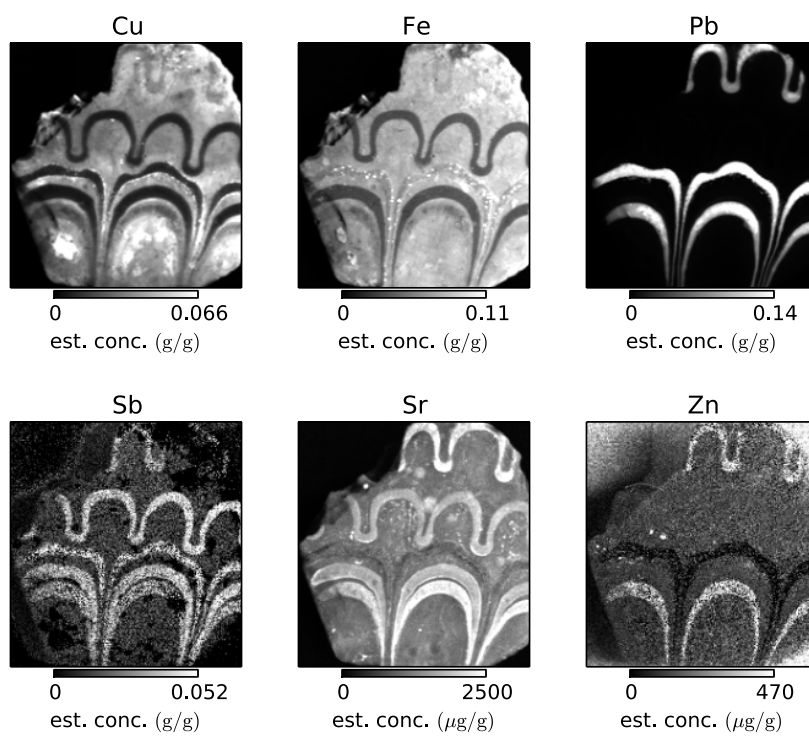 Cu Fe Pb
0 0.066 0 0.11 0 0.14
est. conc. (g/g) est. conc. (g/g) est. conc. (g/g)
Sb Sr Zn
0 0.052 0 2500 0 470
est. conc. (g/g) est. conc. (μg/g) est. conc. (μg/g)